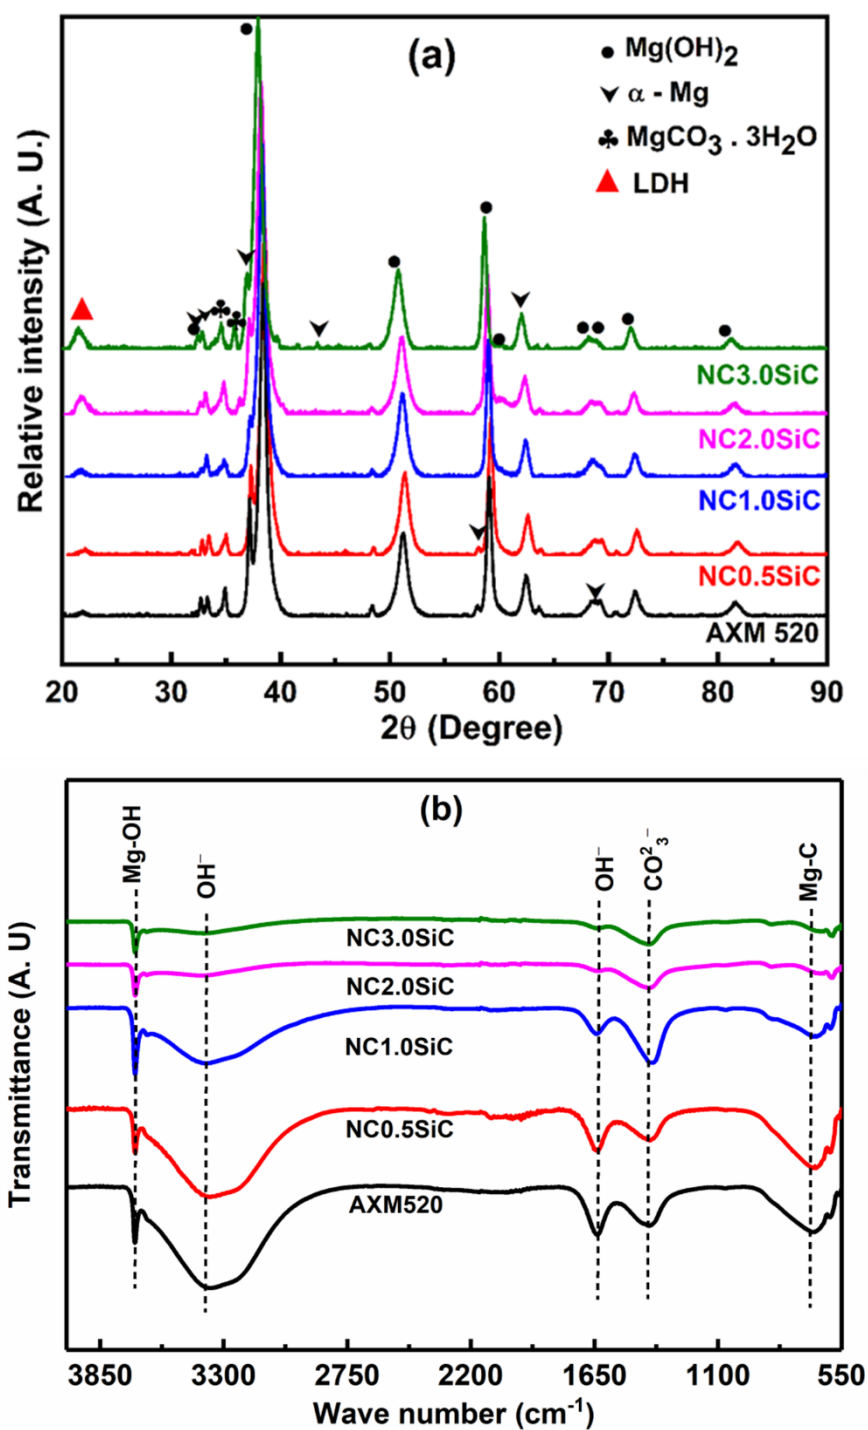 (a)
Mg(OH)2
α - Mg
MgCO3 . 3H2O
LDH
Relative intensity (A. U.)
NC3.0SiC
NC2.0SiC
NC1.0SiC
NC0.5SiC
AXM 520
20 30 40 50 60 70 80 90
2θ (Degree)
(b)
Mg-OH
OH⁻
OH⁻
CO²₃⁻
Mg-C
Transmittance (A. U)
NC3.0SiC
NC2.0SiC
NC1.0SiC
NC0.5SiC
AXM520
3850 3300 2750 2200 1650 1100 550
Wave number (cm⁻¹)